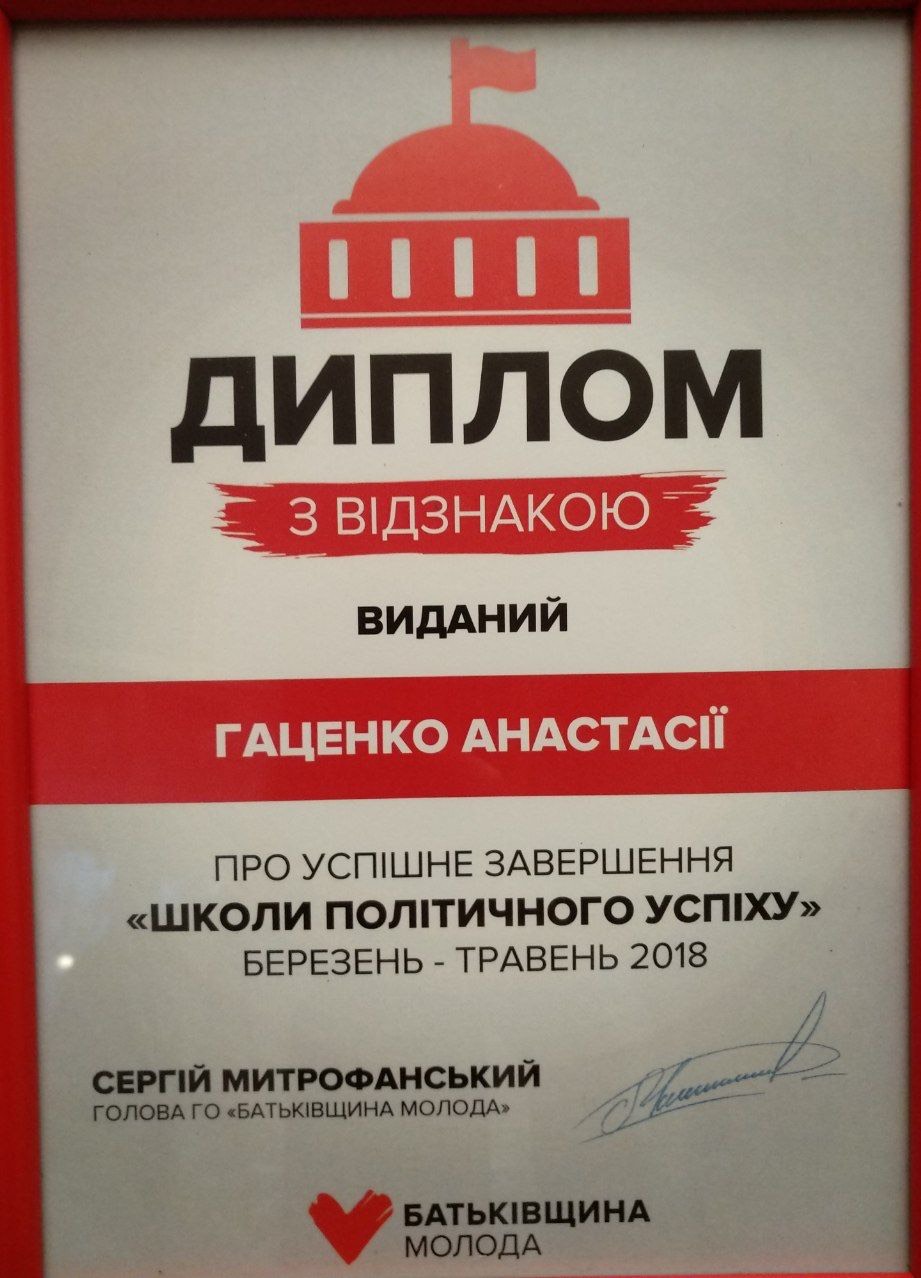 ДИПЛОМ
З ВІДЗНАКОЮ
ВИДАНИЙ
ГАЦЕНКО АНАСТАСІЇ
ПРО УСПІШНЕ ЗАВЕРШЕННЯ
«ШКОЛИ ПОЛІТИЧНОГО УСПІХУ»
БЕРЕЗЕНЬ - ТРАВЕНЬ 2018
СЕРГІЙ МИТРОФАНСЬКИЙ
ГОЛОВА ГО «БАТЬКІВЩИНА МОЛОДА»
БАТЬКІВЩИНА
МОЛОДА